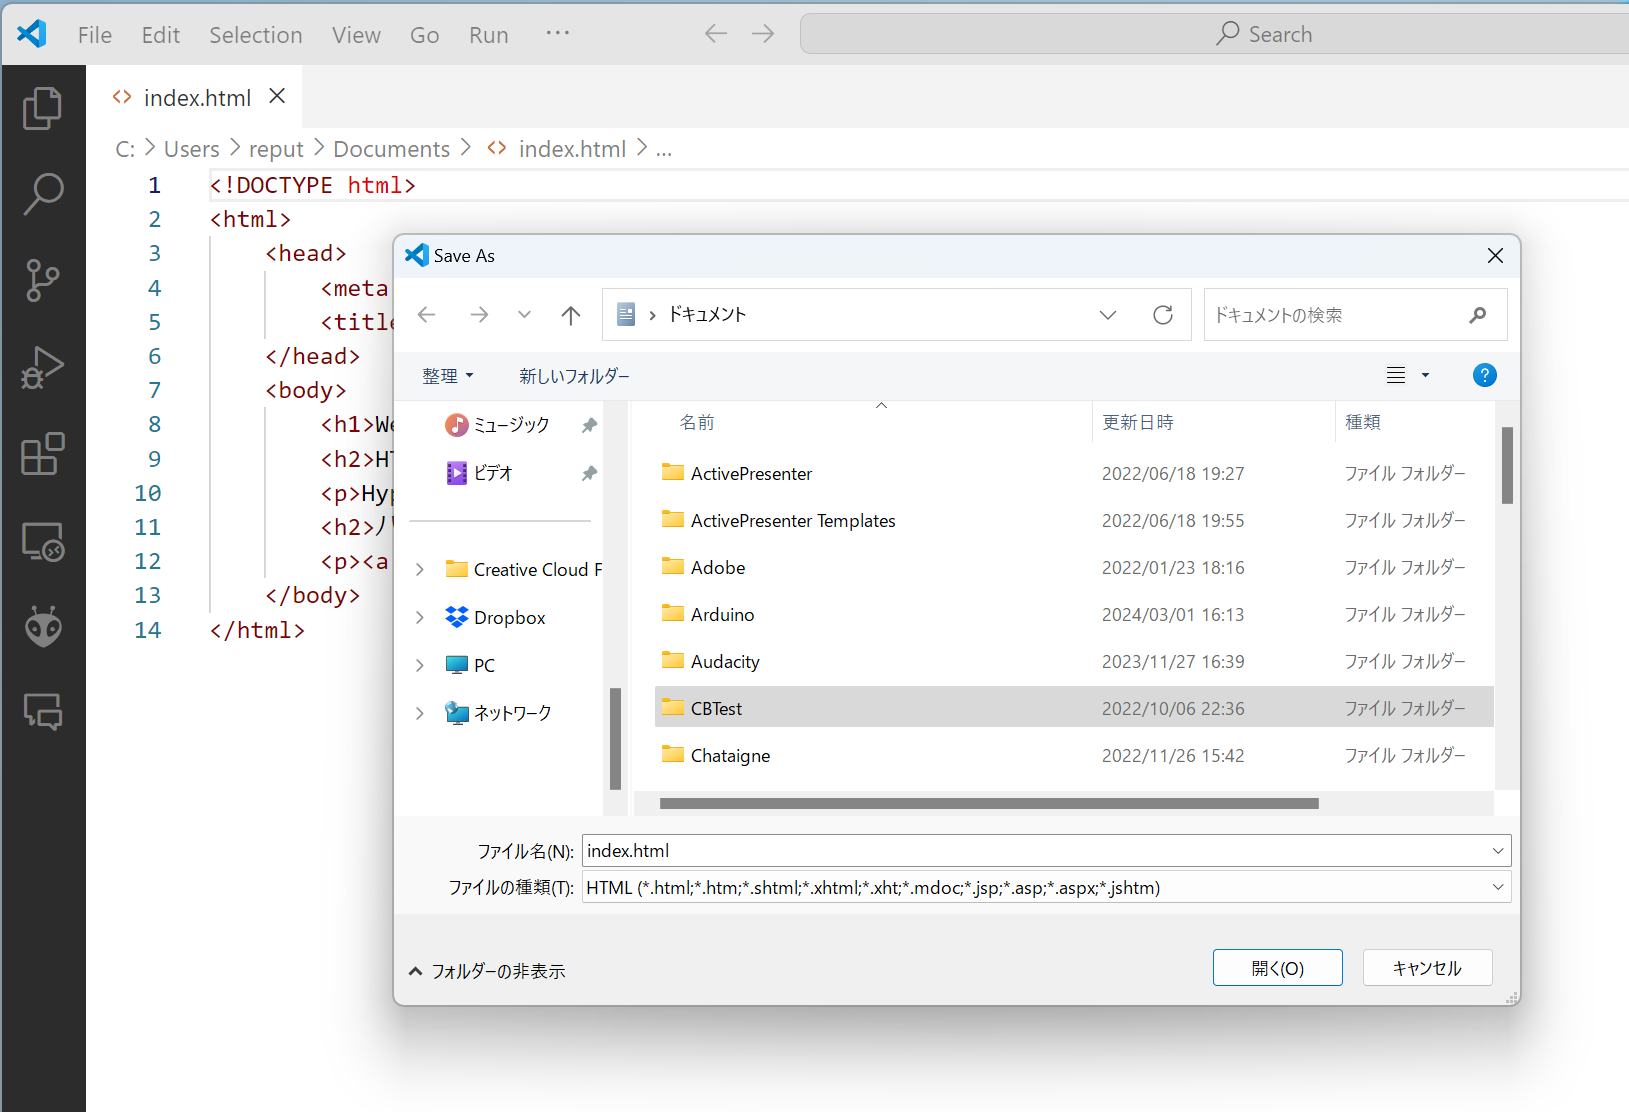 File Edit Selection View Go Run ··· Search
index.html
C: > Users > reput > Documents > <> index.html > ...
1 <!DOCTYPE html>
2 <html>
3 <head>
4 <meta
5 <title
6 </head>
7 <body>
8 <h1>We
9 <h2>HT
10 <p>Hyp
11 <h2>
12 <p><a
13 </body>
14 </html>
Save As
ドキュメント
ドキュメントの検索
整理 新しいフォルダー
ミュージック
ビデオ
Creative Cloud F
Dropbox
PC
ネットワーク
名前 更新日時 種類
ActivePresenter 2022/06/18 19:27 ファイル フォルダー
ActivePresenter Templates 2022/06/18 19:55 ファイル フォルダー
Adobe 2022/01/23 18:16 ファイル フォルダー
Arduino 2024/03/01 16:13 ファイル フォルダー
Audacity 2023/11/27 16:39 ファイル フォルダー
CBTest 2022/10/06 22:36 ファイル フォルダー
Chataigne 2022/11/26 15:42 ファイル フォルダー
ファイル名(N): index.html
ファイルの種類(T): HTML (*.html;*.htm;*.shtml;*.xhtml;*.xht;*.mdoc;*.jsp;*.asp;*.aspx;*.jshtm)
フォルダーの非表示
開く(O) キャンセル